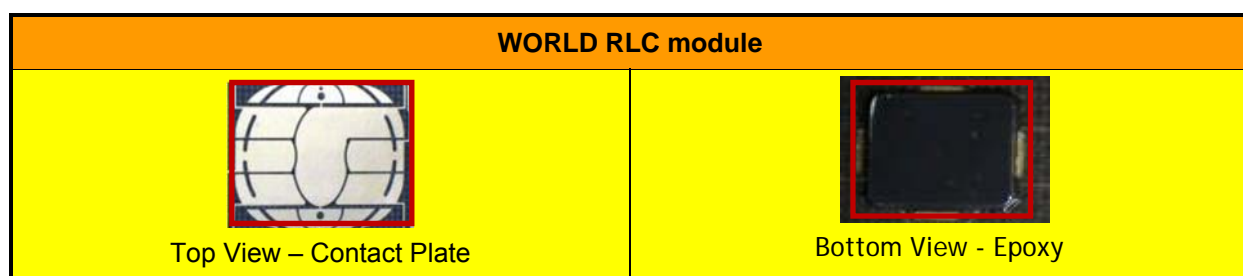 WORLD RLC module
Top View – Contact Plate
Bottom View - Epoxy